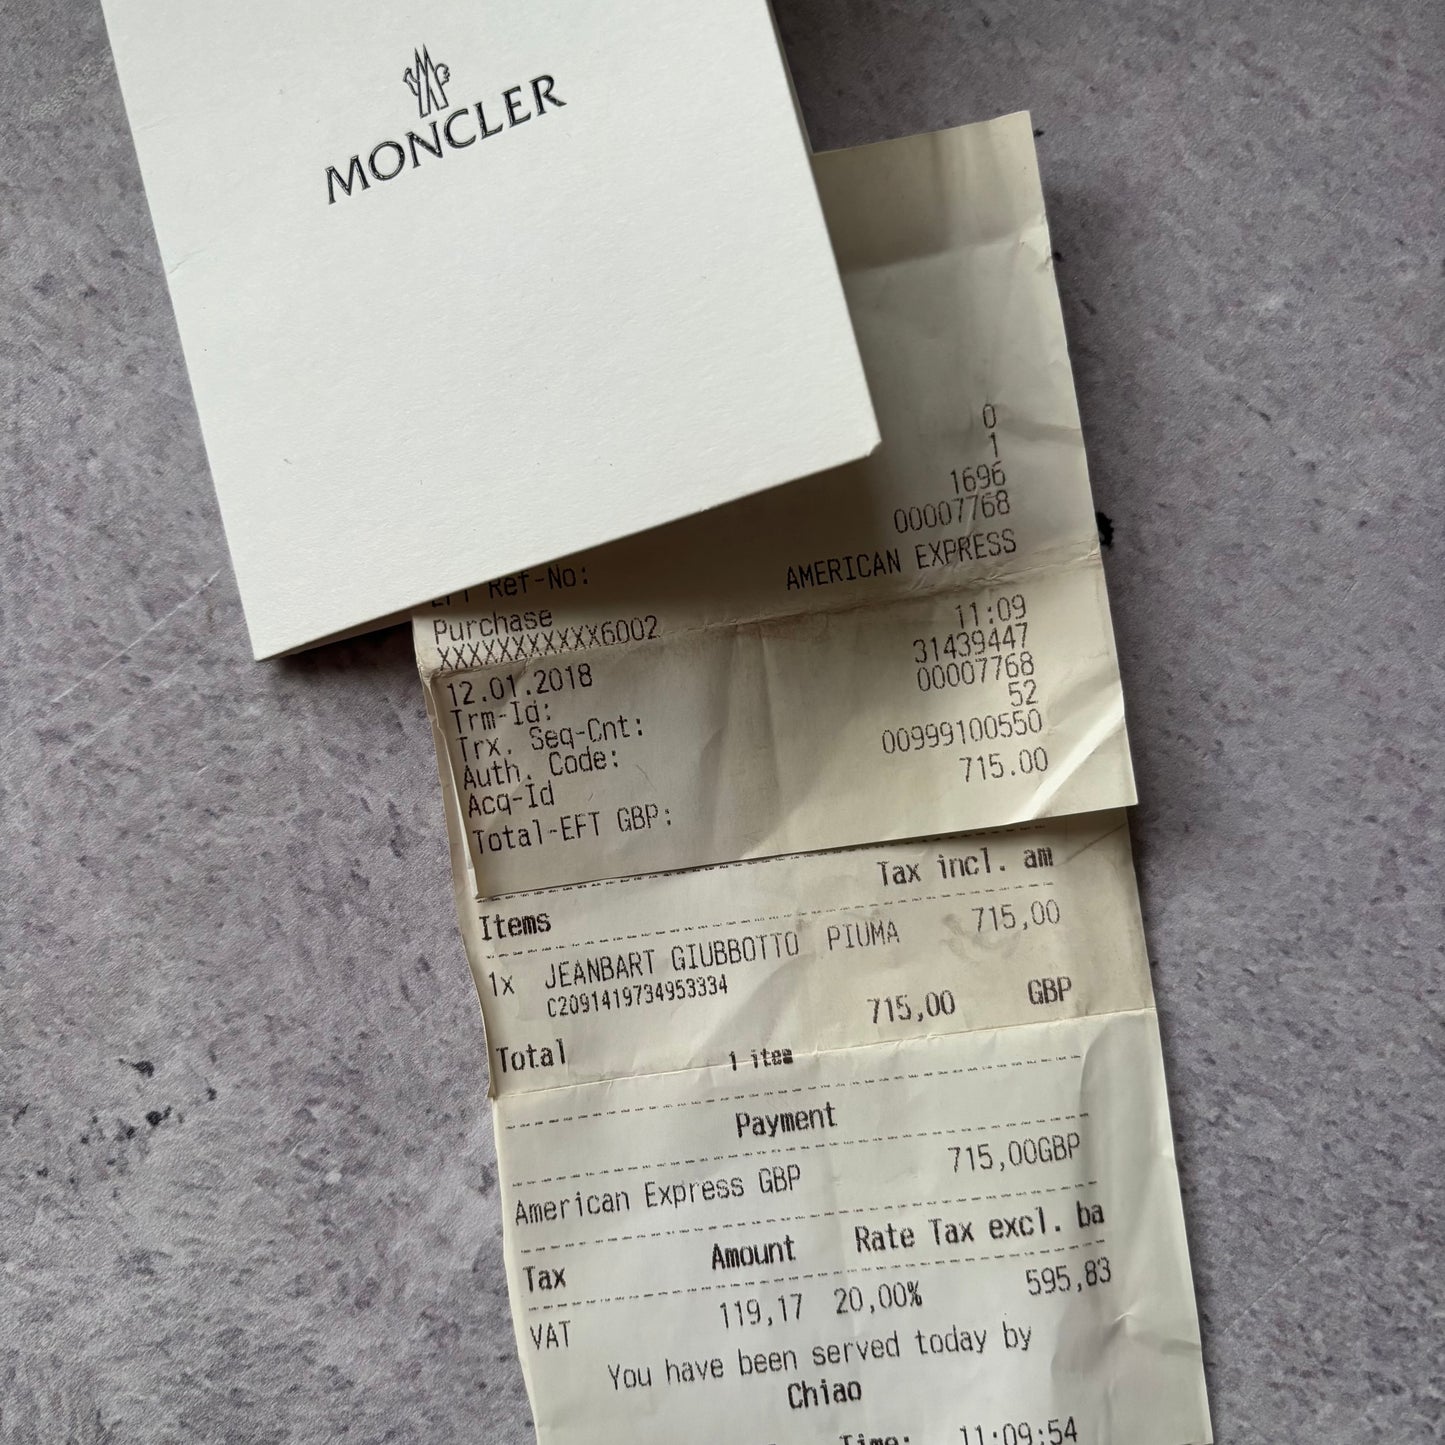 MONCLER
0
1
1696
00007768
Ref-No:
AMERICAN EXPRESS
Purchase
XXXXXXXXXXX6002
12.01.2018 11:09
Trm-Id: 31439447
Trx. Seq-Cnt: 00007768
Auth. Code: 52
Acq-Id 00999100550
Total-EFT GBP: 715.00
Items Tax incl. am
1x JEANBART GIUBBOTTO PIUMA 715,00
C2091419734953334
Total 1 item 715,00 GBP
Payment
American Express GBP 715,00GBP
Tax Amount Rate Tax excl. ba
VAT 119,17 20,00% 595,83
You have been served today by
Chiao
Time: 11:09:54